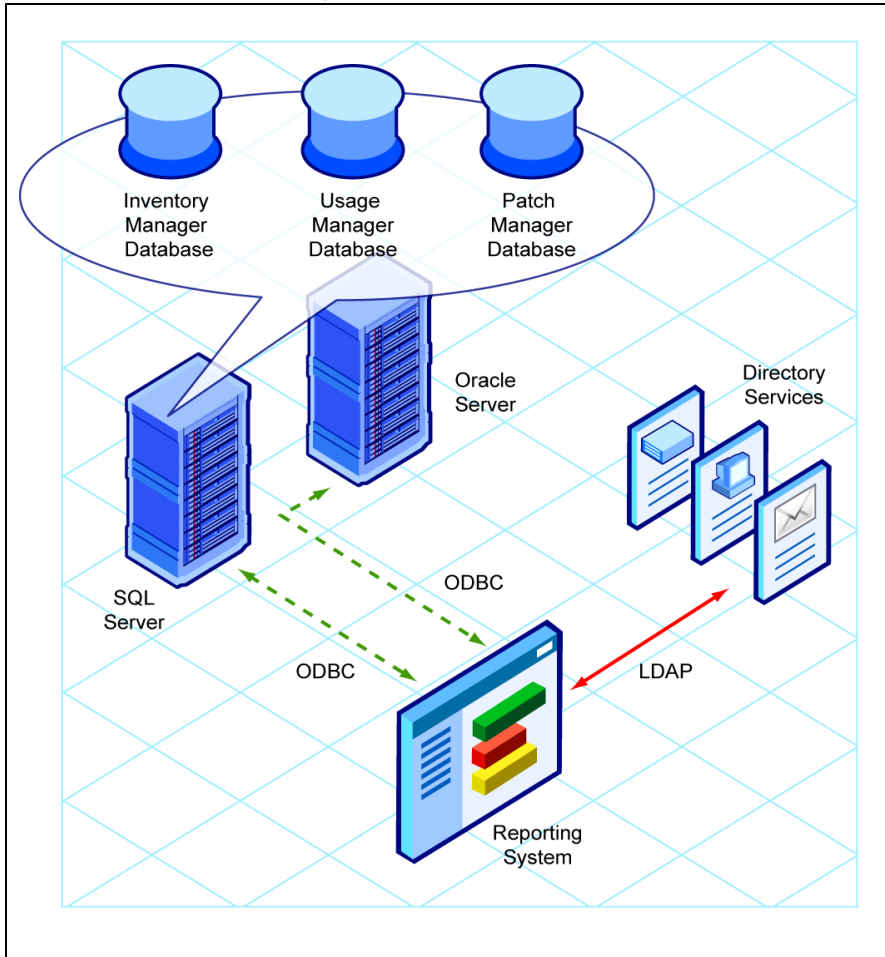 Inventory
Manager
Database
Usage
Manager
Database
Patch
Manager
Database
Oracle
Server
Directory
Services
SQL
Server
ODBC
ODBC
LDAP
Reporting
System